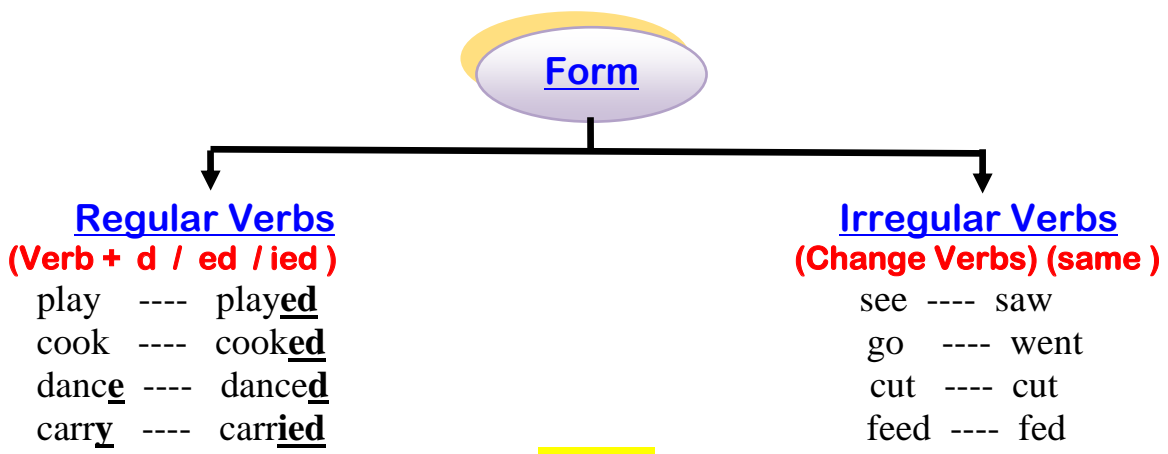 Form
Regular Verbs
(Verb + d / ed / ied )
play ---- played
cook ---- cooked
dance ---- danced
carry ---- carried
Irregular Verbs
(Change Verbs) (same )
see ---- saw
go ---- went
cut ---- cut
feed ---- fed